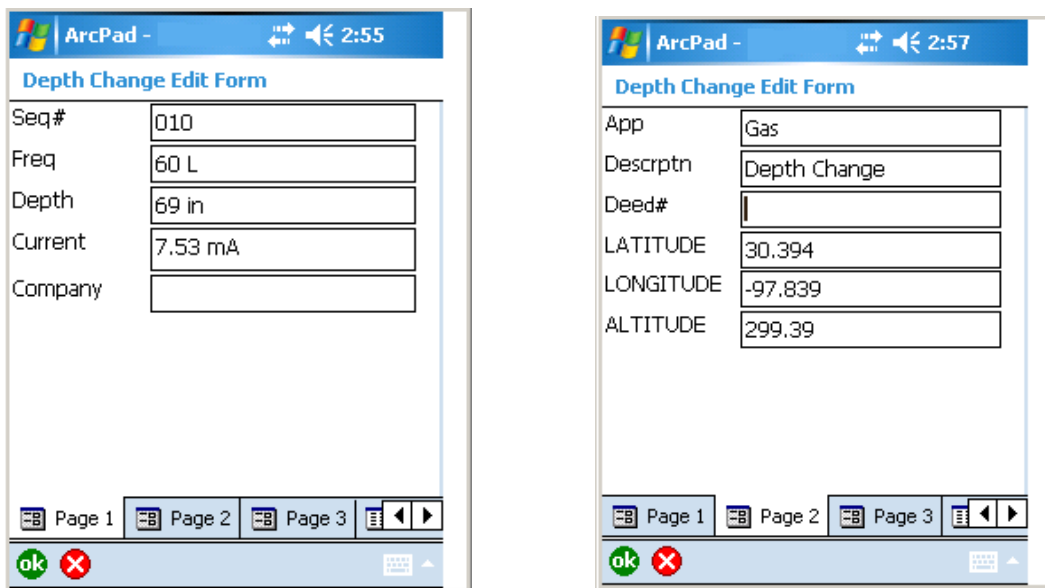 ArcPad - 2:55
Depth Change Edit Form
Seq# 010
Freq 60 L
Depth 69 in
Current 7.53 mA
Company
Page 1 Page 2 Page 3
ok
ArcPad - 2:57
Depth Change Edit Form
App Gas
Descrptn Depth Change
Deed#
LATITUDE 30.394
LONGITUDE -97.839
ALTITUDE 299.39
Page 1 Page 2 Page 3
ok